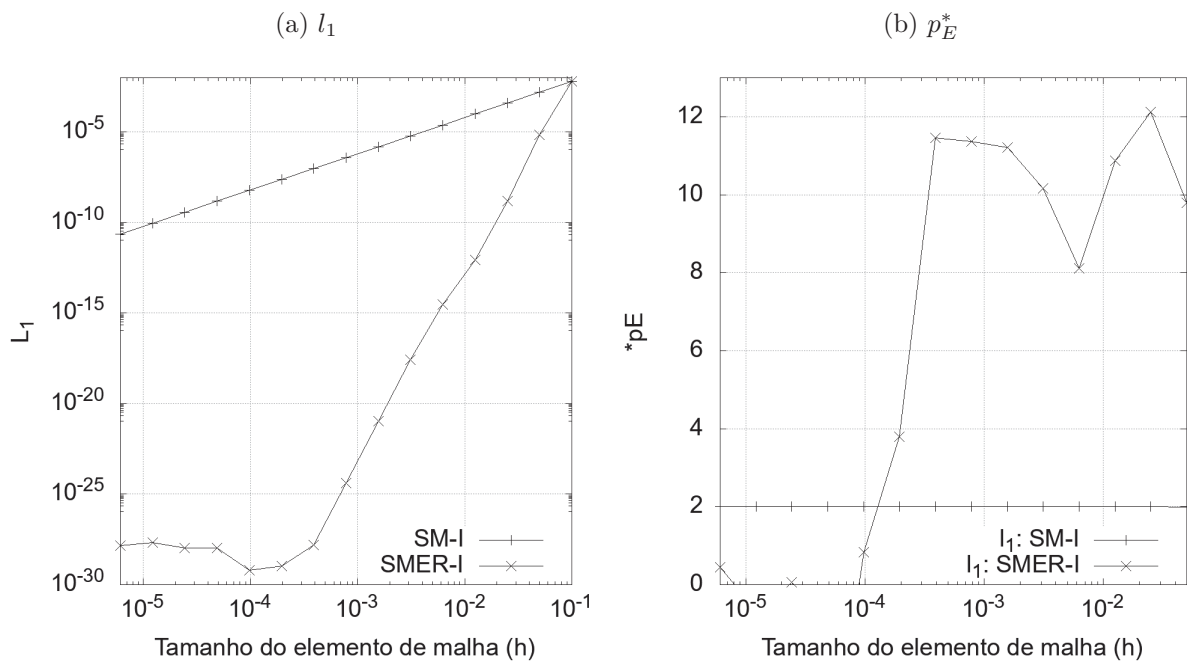 (a) l₁
10⁻⁵
10⁻¹⁰
10⁻¹⁵
10⁻²⁰
10⁻²⁵
10⁻³⁰
L₁
SM-I
SMER-I
10⁻⁵ 10⁻⁴ 10⁻³ 10⁻² 10⁻¹
Tamanho do elemento de malha (h)
(b) p*_E
12
10
8
6
4
2
0
*pE
I₁: SM-I
I₁: SMER-I
10⁻⁵ 10⁻⁴ 10⁻³ 10⁻²
Tamanho do elemento de malha (h)